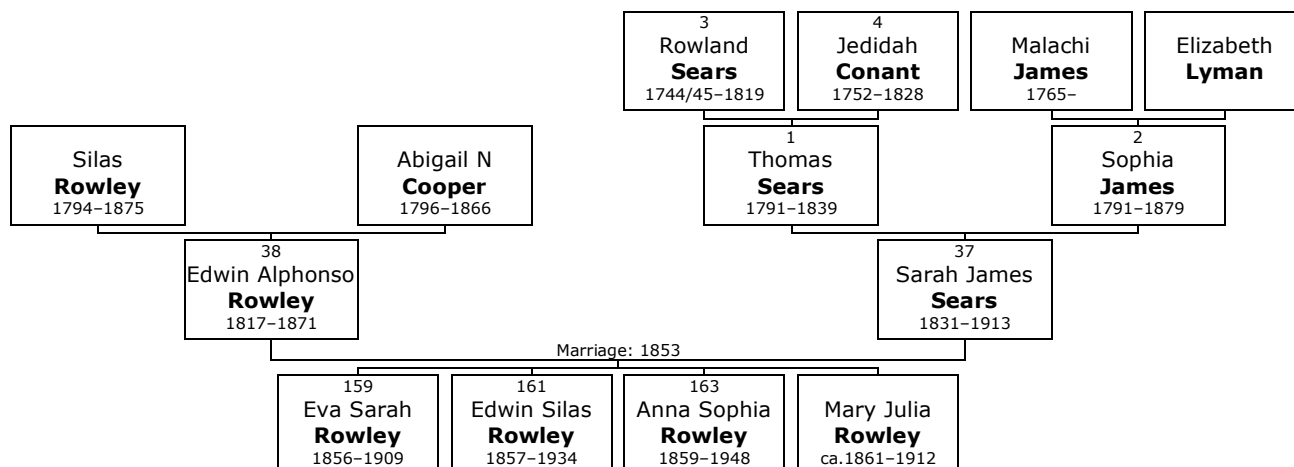 3
Rowland
Sears
1744/45–1819
4
Jedidah
Conant
1752–1828
Malachi
James
1765–
Elizabeth
Lyman
Silas
Rowley
1794–1875
Abigail N
Cooper
1796–1866
1
Thomas
Sears
1791–1839
2
Sophia
James
1791–1879
38
Edwin Alphonso
Rowley
1817–1871
37
Sarah James
Sears
1831–1913
Marriage: 1853
159
Eva Sarah
Rowley
1856–1909
161
Edwin Silas
Rowley
1857–1934
163
Anna Sophia
Rowley
1859–1948
Mary Julia
Rowley
ca.1861–1912